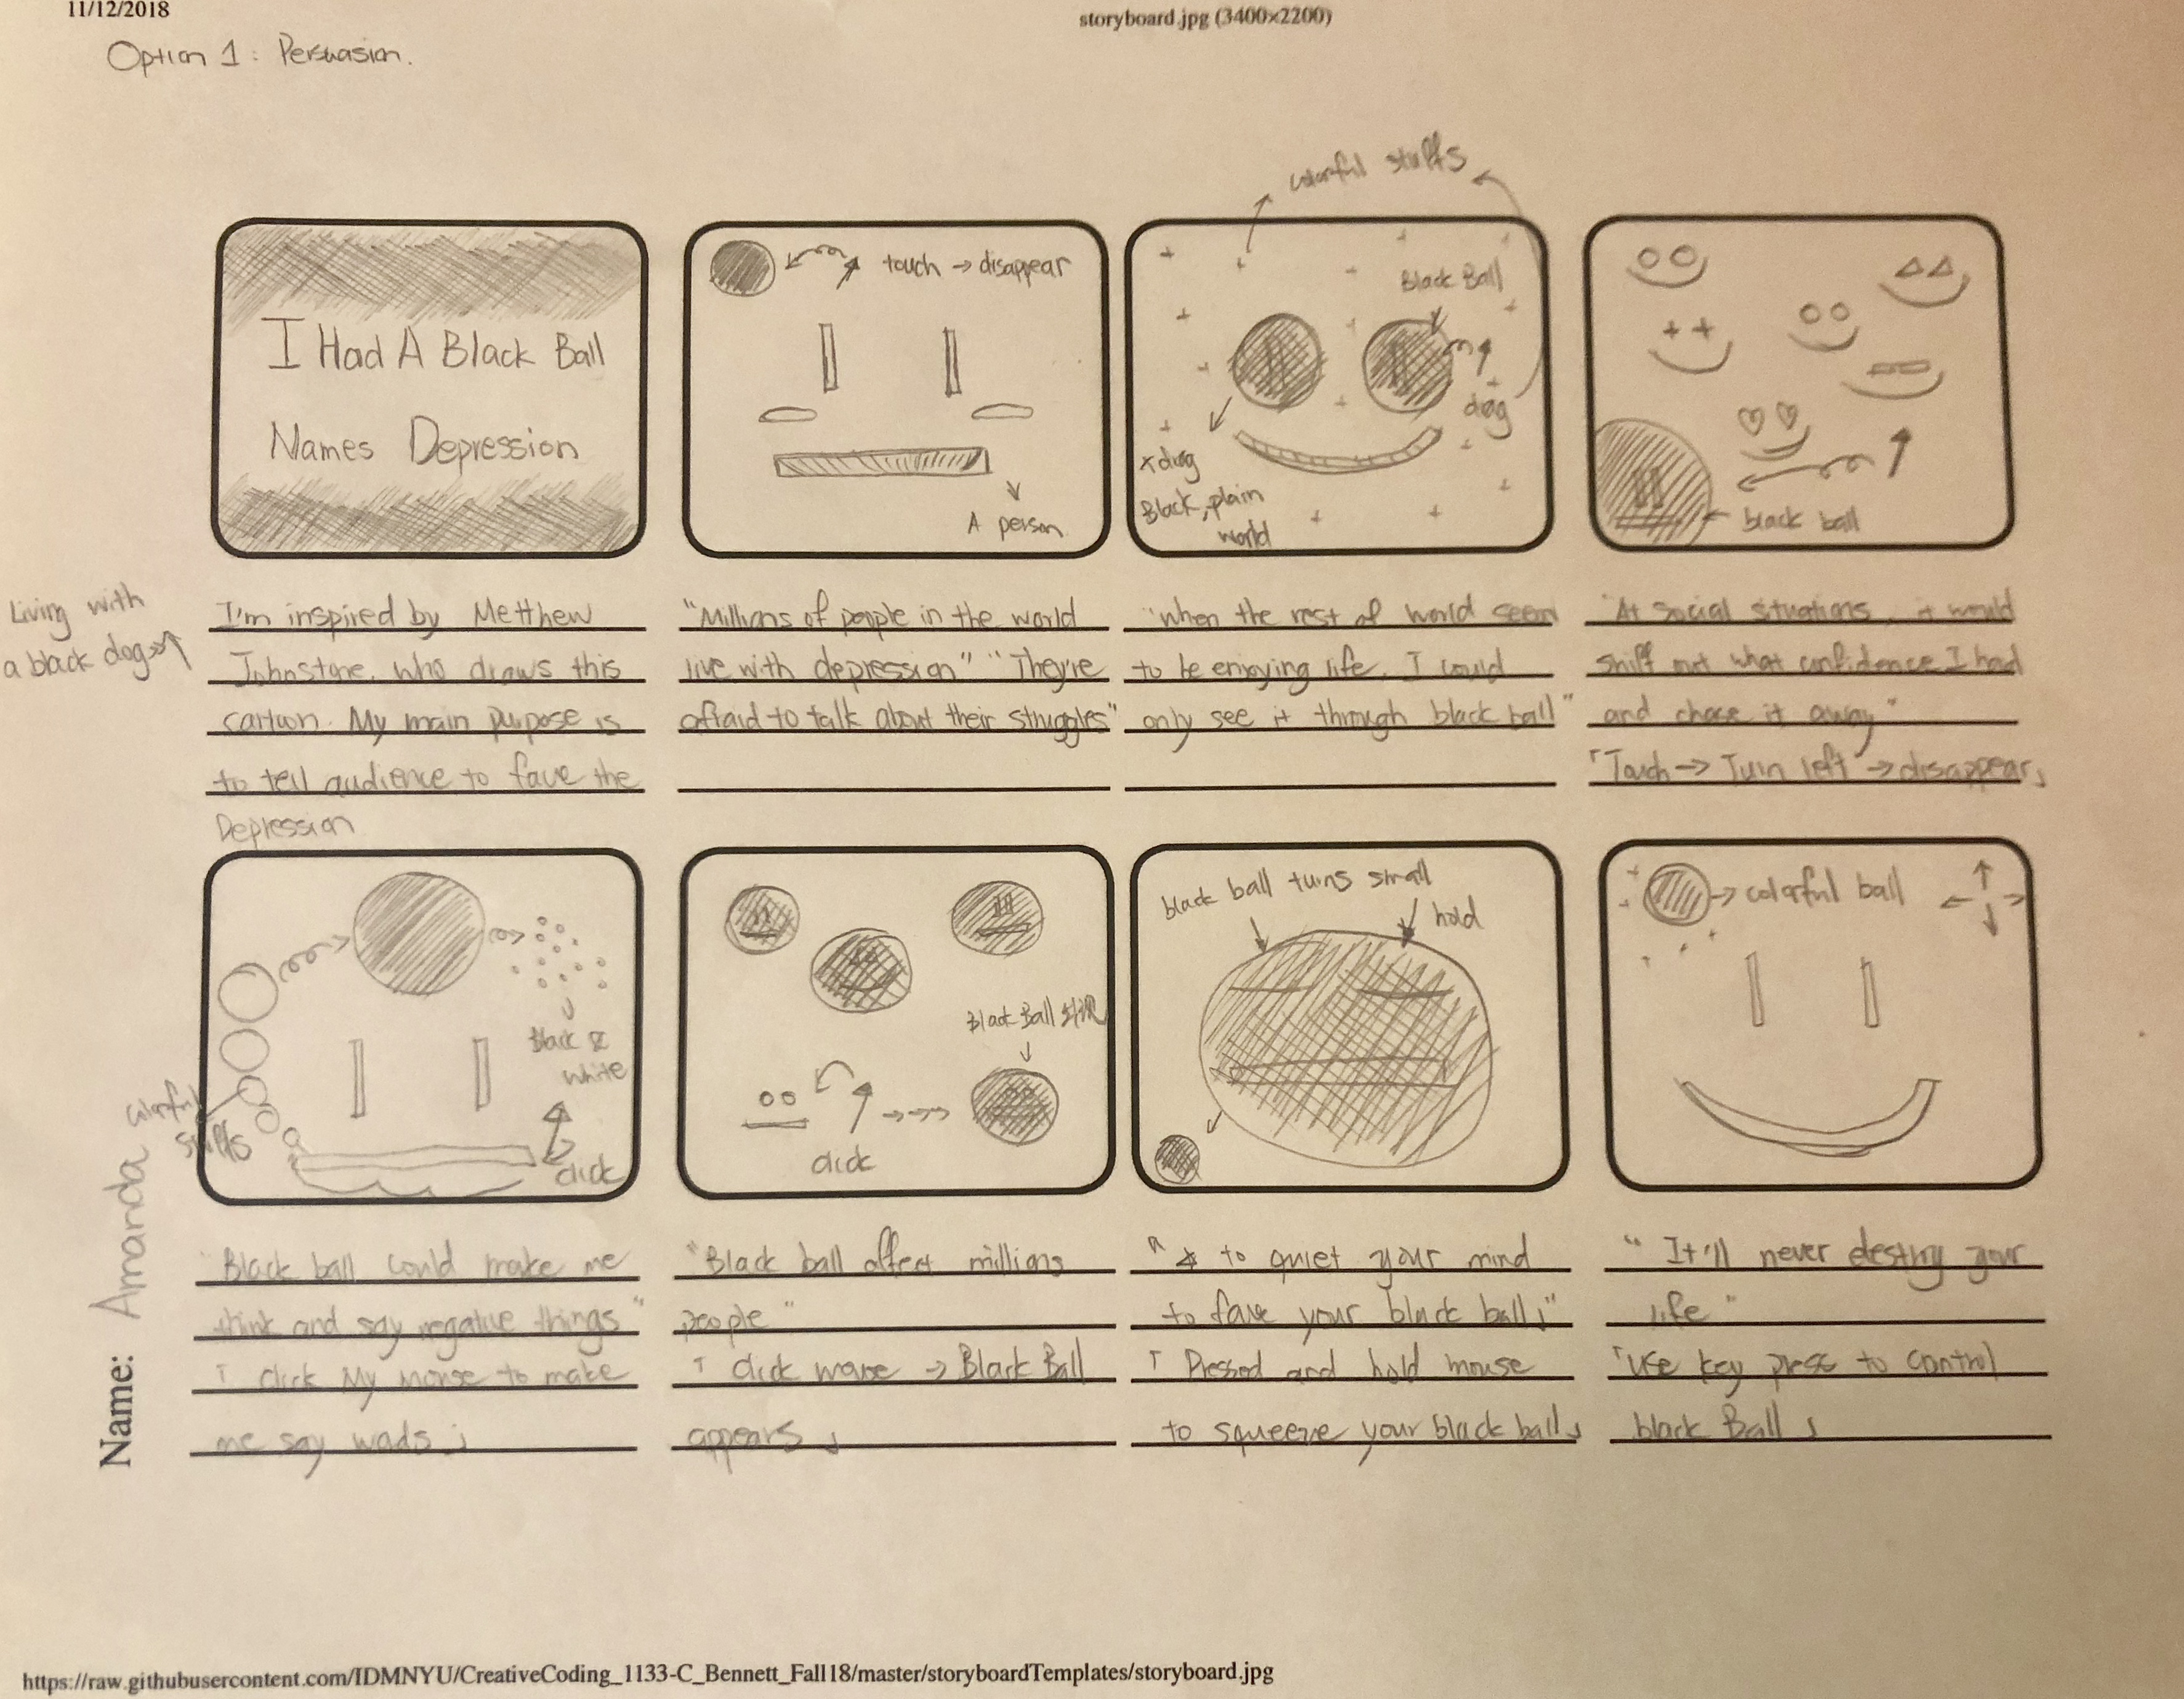 11/12/2018
storyboard.jpg (3400×2200)
Option 1: Persuasion.
I Had A Black Ball
Names Depression
touch → disappear
A person
colorful stuffs
Black Ball
drag
x drag
Black, plain
world
black ball
Living with
a black dog
I'm inspired by Metthew
Johnstone, who draws this
cartoon. My main purpose is
to tell audience to fave the
Depression
"Millions of people in the world
live with depression" "They're
afraid to talk about their struggles"
"when the rest of world seem
to be enjoying life. I could
only see it through black ball"
"At social situations, it would
sniff out what confidence I had
and chase it away"
「Touch → Turn left → disappear」
colorful
stuffs
Black &
white
click
Black Ball
click
black ball turns small
hold
→ colorful ball
Name: Amanda
"Black ball could make me
think and say negative things"
「 click My mouse to make
me say words 」
"Black ball affect millions
people"
「 click mouse → Black Ball
appears 」
" to quiet your mind
to fave your black ball"
「 Pressed and hold mouse
to squeeze your black ball」
" It'll never destroy your
life "
「use key press to control
black Ball 」
https://raw.githubusercontent.com/IDMNYU/CreativeCoding_1133-C_Bennett_Fall18/master/storyboardTemplates/storyboard.jpg